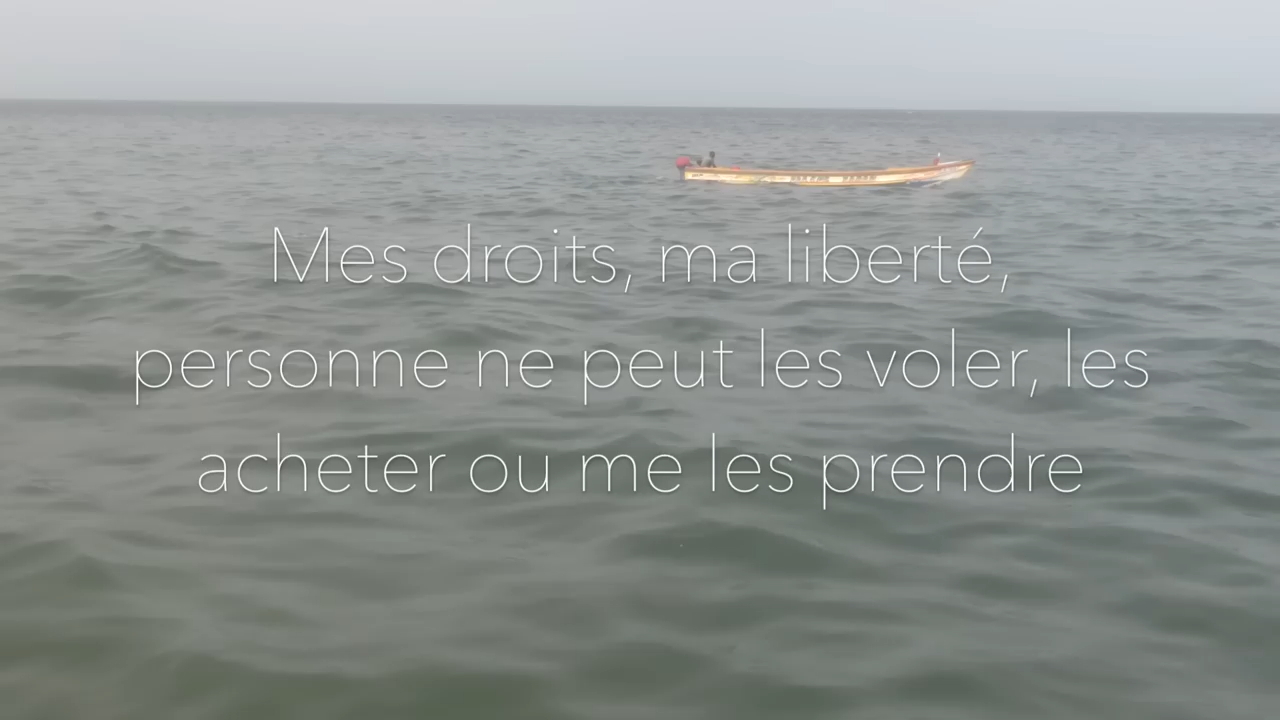 Mes droits, ma liberté,
personne ne peut les voler, les
acheter ou me les prendre